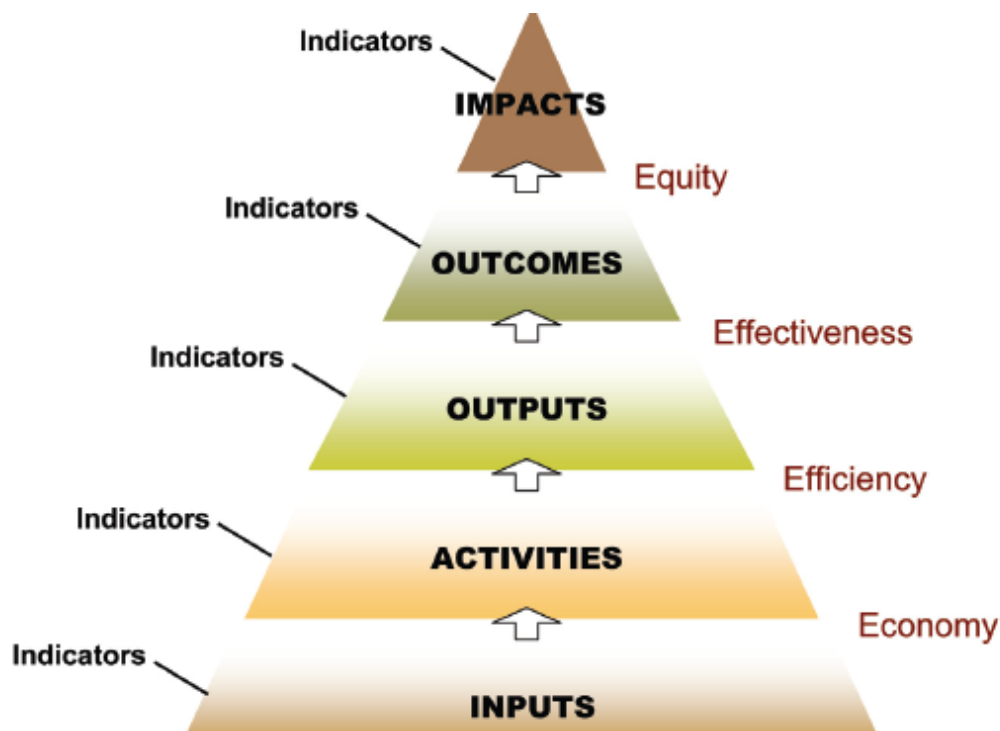 Indicators
IMPACTS
Equity
Indicators
OUTCOMES
Effectiveness
Indicators
OUTPUTS
Efficiency
Indicators
ACTIVITIES
Economy
Indicators
INPUTS